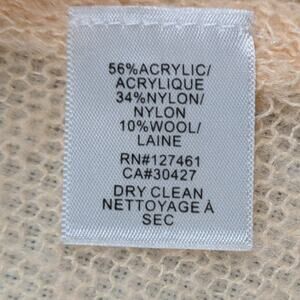 56%ACRYLIC/
ACRYLIQUE
34%NYLON/
NYLON
10%WOOL/
LAINE
RN#127461
CA#30427
DRY CLEAN
NETTOYAGE À
SEC